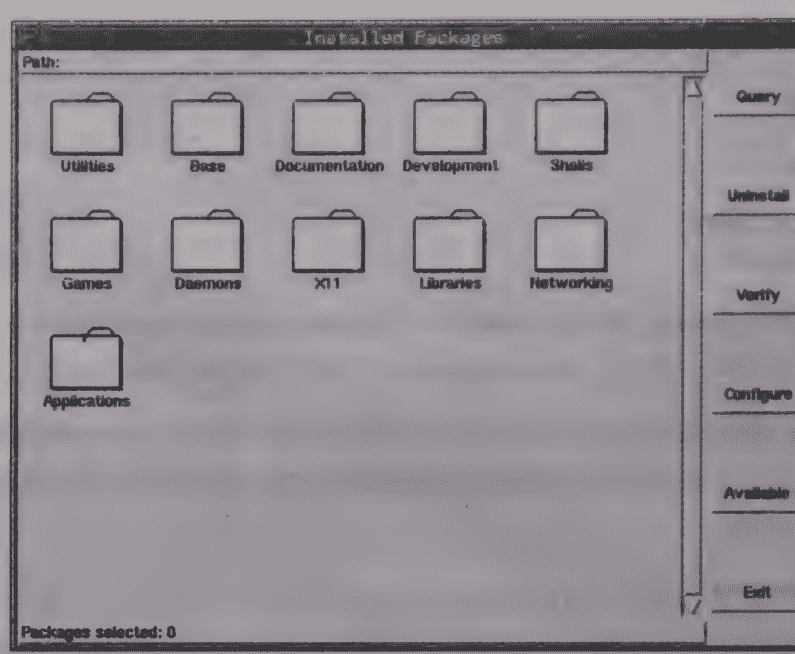 Installed Packages
Path:
Query
Utilities Base Documentation Development Shells
Uninstall
Games Daemons X11 Libraries Networking
Verify
Applications
Configure
Available
Exit
Packages selected: 0